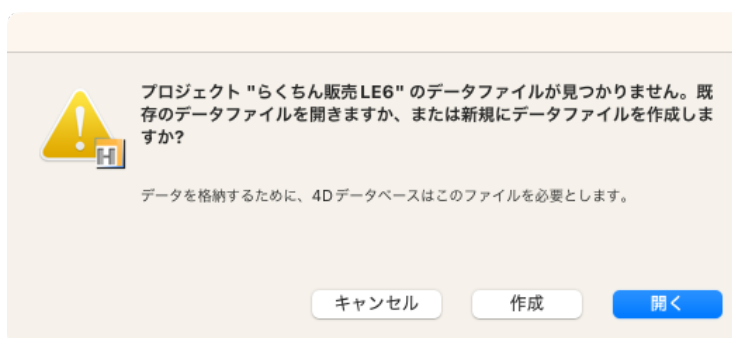 プロジェクト "らくちん販売LE6" のデータファイルが見つかりません。既
存のデータファイルを開きますか、または新規にデータファイルを作成しま
すか?
データを格納するために、4Dデータベースはこのファイルを必要とします。
キャンセル 作成 開く